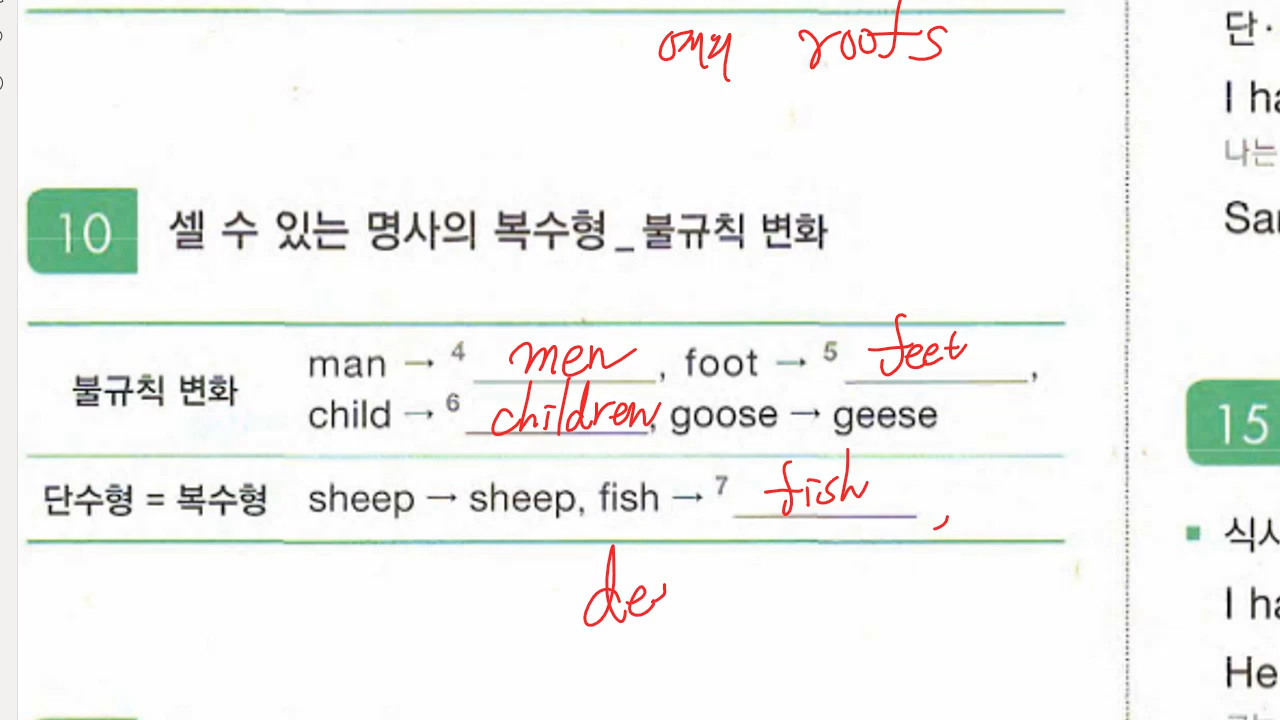 예외 roofs
단·
I ha
나는
10 셀 수 있는 명사의 복수형_불규칙 변화
San
불규칙 변화 man → 4 men, foot → 5 feet,
child → 6 children, goose → geese
15
단수형 = 복수형 sheep → sheep, fish → 7 fish,
식사
de
I ha
He